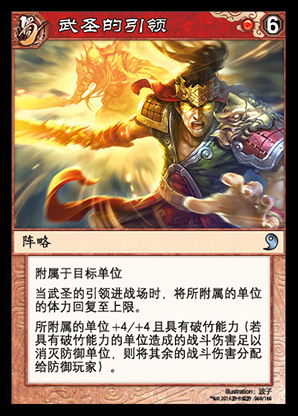 蜀
武圣的引领
6
阵略
附属于目标单位
当武圣的引领进战场时，将所附属的单位
的体力回复至上限。
所附属的单位+4/+4且具有破竹能力（若
具有破竹能力的单位造成的战斗伤害足以
消灭防御单位，则将其余的战斗伤害分配
给防御玩家）。
illustration: 波子